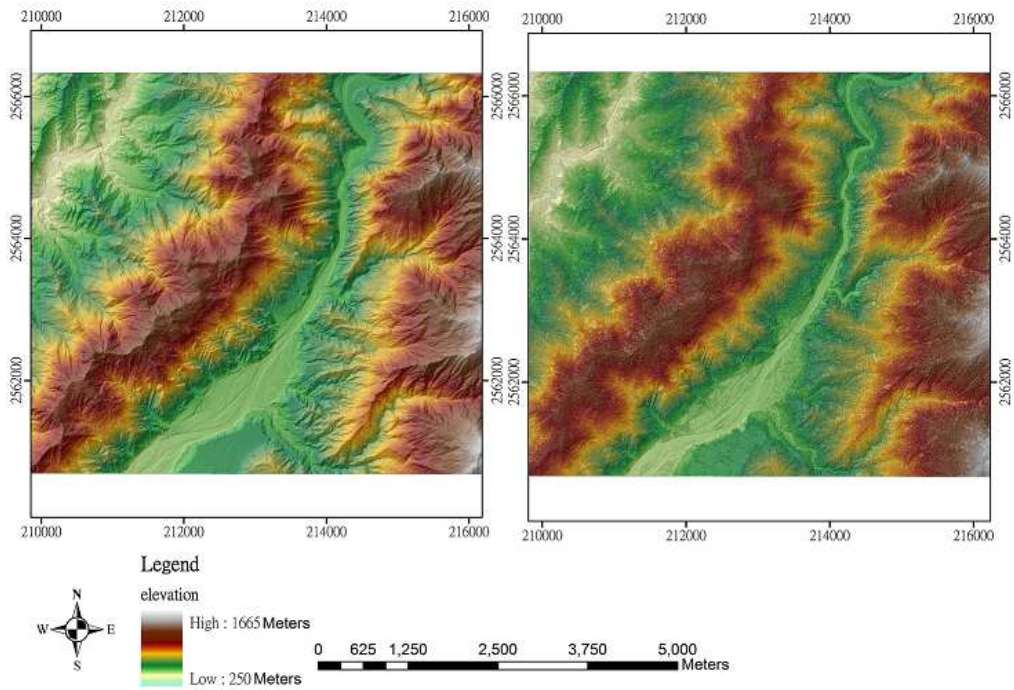 210000 212000 214000 216000
210000 212000 214000 216000
2566000 2566000 2566000 2566000
2564000 2564000 2564000 2564000
2562000 2562000 2562000 2562000
210000 212000 214000 216000
210000 212000 214000 216000
Legend
elevation
N
W E
S
High : 1665 Meters
Low : 250 Meters
0 625 1,250 2,500 3,750 5,000
Meters